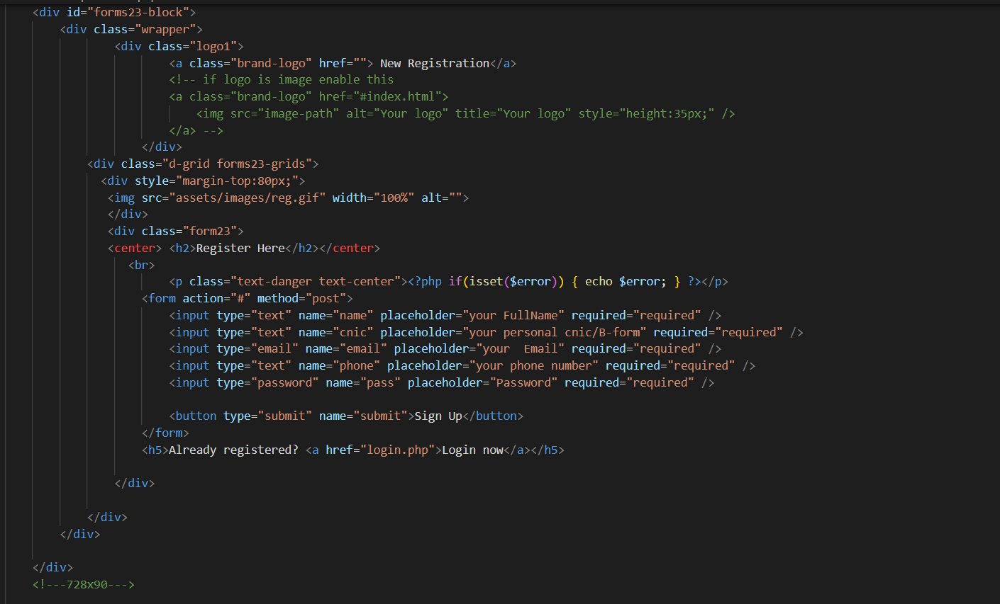 <div id="forms23-block">
<div class="wrapper">
<div class="logo1">
<a class="brand-logo" href=""> New Registration</a>
<!-- if logo is image enable this
<a class="brand-logo" href="#index.html">
<img src="image-path" alt="Your logo" title="Your logo" style="height:35px;" />
</a> -->
</div>
<div class="d-grid forms23-grids">
<div style="margin-top:80px;">
<img src="assets/images/reg.gif" width="100%" alt="">
</div>
<div class="form23">
<center> <h2>Register Here</h2></center>
<br>
<p class="text-danger text-center"><?php if(isset($error)) { echo $error; } ?></p>
<form action="#" method="post">
<input type="text" name="name" placeholder="your FullName" required="required" />
<input type="text" name="cnic" placeholder="your personal cnic/B-form" required="required" />
<input type="email" name="email" placeholder="your  Email" required="required" />
<input type="text" name="phone" placeholder="your phone number" required="required" />
<input type="password" name="pass" placeholder="Password" required="required" />
<button type="submit" name="submit">Sign Up</button>
</form>
<h5>Already registered? <a href="login.php">Login now</a></h5>
</div>
</div>
</div>
</div>
<!---728x90--->